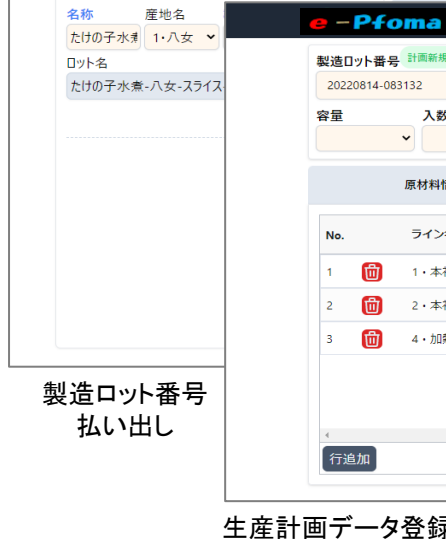 名称 産地名
たけの子水煮 1・八女
ロット名
たけの子水煮-八女-スライス-
e-Pfoma
製造ロット番号 計画新規
20220814-083132
容量 入数
原材料情
No. ライン
1 1・本
2 2・本
3 4・加
行追加
製造ロット番号
払い出し
生産計画データ登録